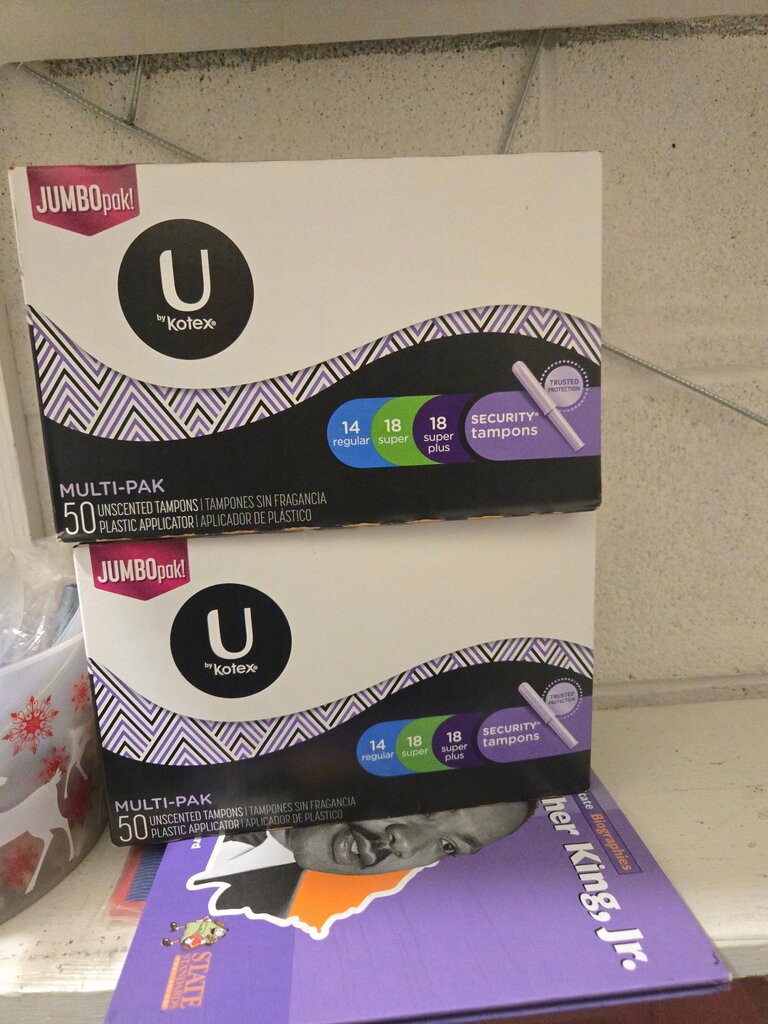 JUMBOpak!
U
by Kotex®
TRUSTED
PROTECTION
14
regular
18
super
18
super
plus
SECURITY®
tampons
MULTI-PAK
50 UNSCENTED TAMPONS | TAMPONES SIN FRAGANCIA
PLASTIC APPLICATOR | APLICADOR DE PLÁSTICO
JUMBOpak!
U
by Kotex®
TRUSTED
PROTECTION
14
regular
18
super
18
super
plus
SECURITY®
tampons
MULTI-PAK
50 UNSCENTED TAMPONS | TAMPONES SIN FRAGANCIA
PLASTIC APPLICATOR | APLICADOR DE PLÁSTICO
Biographies
ther King, Jr.
STATE
STANDARDS